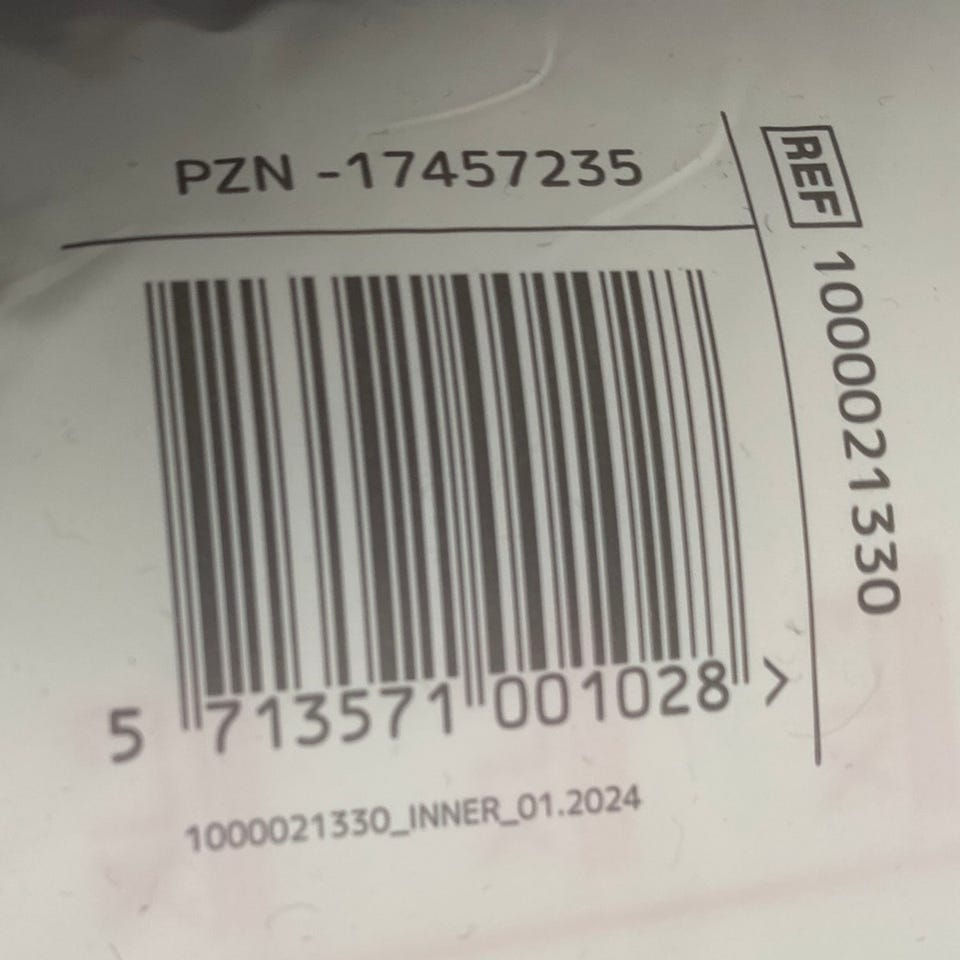 PZN -17457235
REF 1000021330
5 713571 001028 >
1000021330_INNER_01.2024